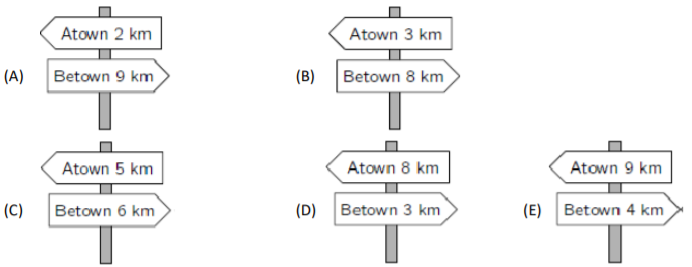 Atown 2 km
(A) Betown 9 km
Atown 3 km
(B) Betown 8 km
Atown 5 km
(C) Betown 6 km
Atown 8 km
(D) Betown 3 km
Atown 9 km
(E) Betown 4 km